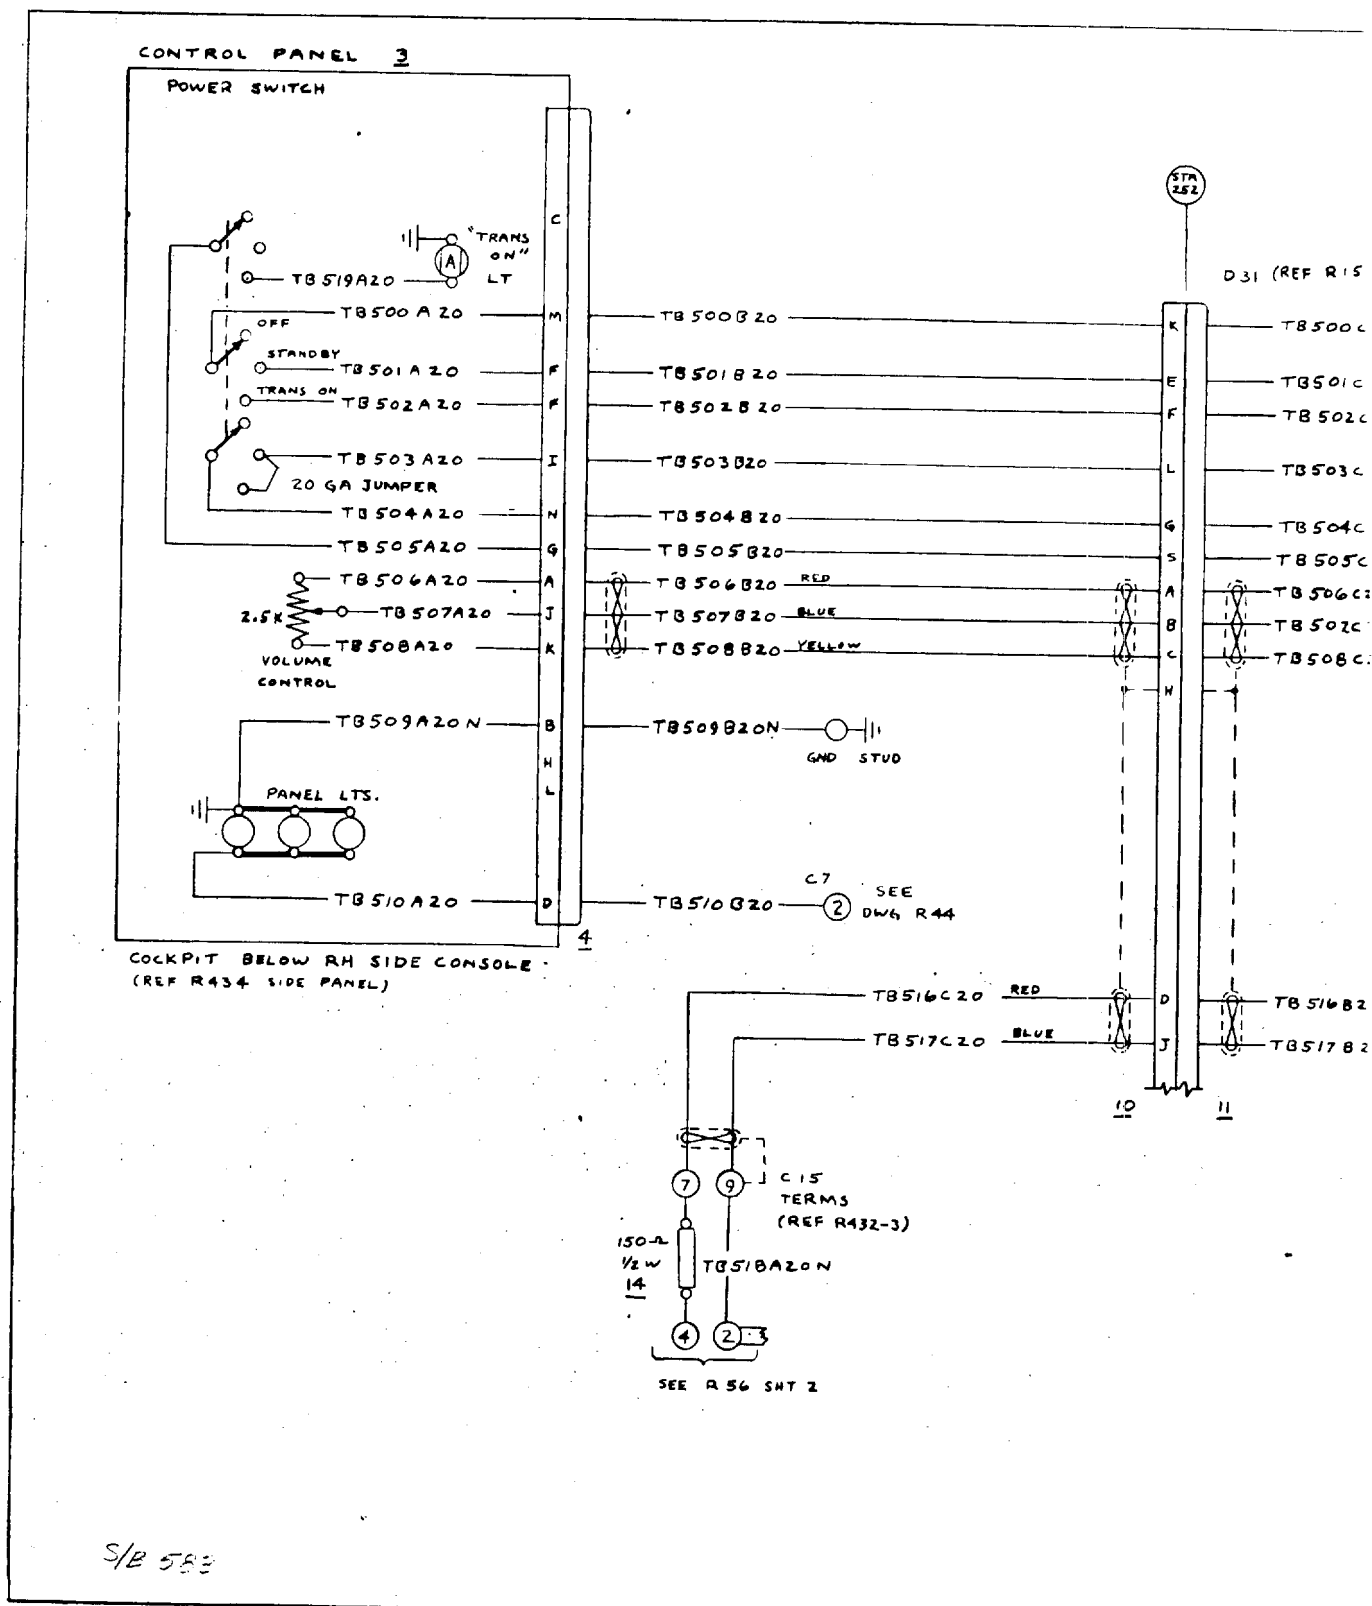 CONTROL PANEL 3
POWER SWITCH
STA
252
C
"TRANS
ON"
LT
A
D31 (REF R15
TB519A20
TB500A20 M TB500B20 K TB500C
OFF
STANDBY
TB501A20 F TB501B20 E TB501C
TRANS ON
TB502A20 F TB502B20 F TB502C
TB503A20 I TB503B20 L TB503C
20 GA JUMPER
TB504A20 N TB504B20 G TB504C
TB505A20 G TB505B20 S TB505C
TB506A20 A TB506B20 RED A TB506C2
2.5K TB507A20 J TB507B20 BLUE B TB502C
TB508A20 K TB508B20 YELLOW C TB508C
VOLUME
CONTROL
H
TB509A20N B TB509B20N
GND STUD
H
L
PANEL LTS.
C7
TB510A20 D TB510B20 2
SEE
DWG R44
4
COCKPIT BELOW RH SIDE CONSOLE
(REF R434 SIDE PANEL)
TB516C20 RED D TB516B2
TB517C20 BLUE J TB517B2
10 11
7 9
C15
TERMS
(REF R432-3)
150Ω
1/2 W
14
TB518A20N
4 2 3
SEE R56 SHT 2
S/B 583